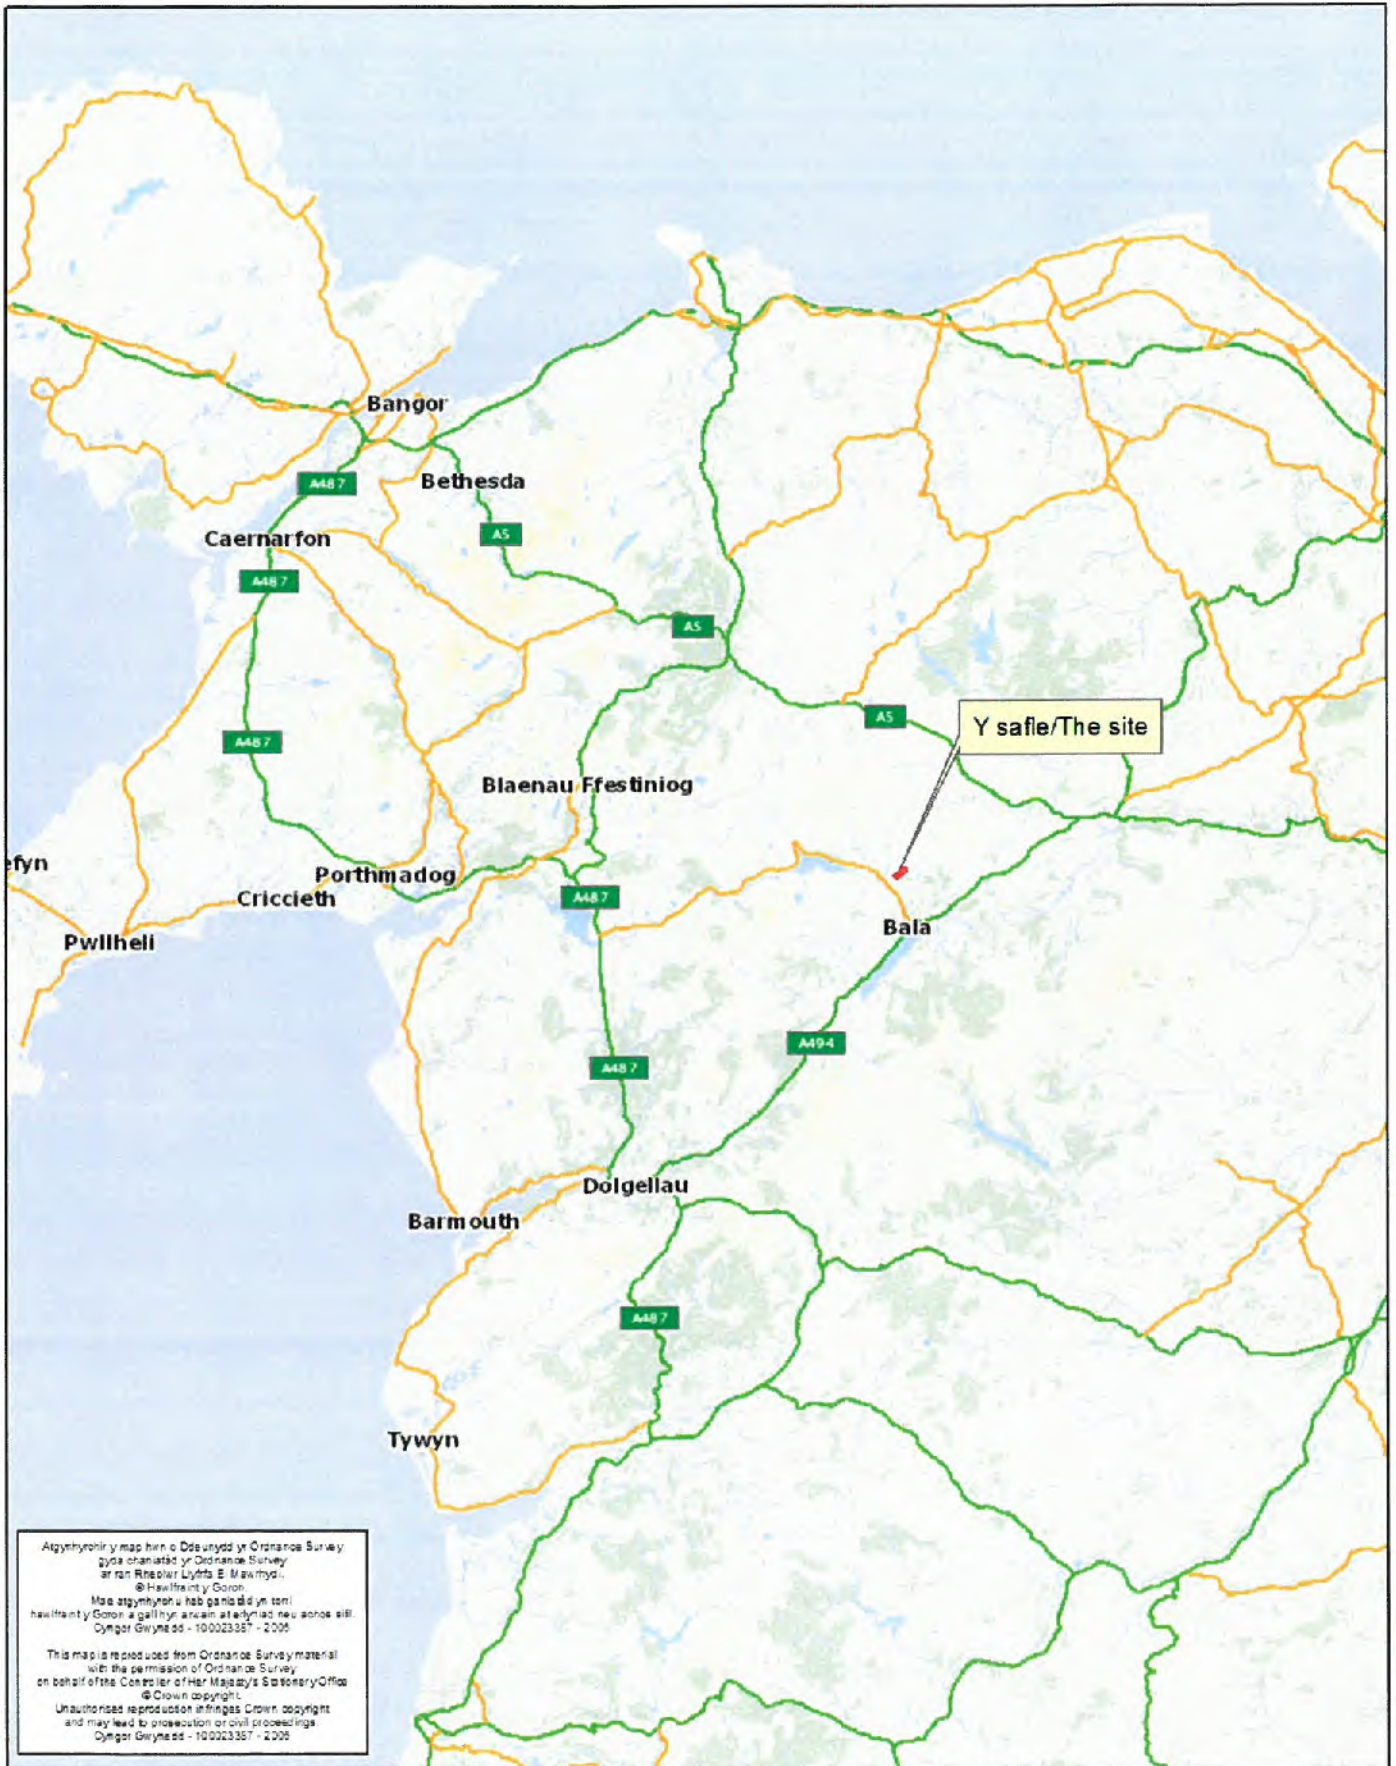 Bangor
A487
Bethesda
A5
Caernarfon
A487
A5
Y safle/The site
A5
A487
Blaenau Ffestiniog
efyn
Porthmadog
Criccieth
A487
Pwllheli
Bala
A494
A487
Dolgellau
Barmouth
A487
Tywyn
Atgynhyrchir y map hwn o Ddeunydd yr Ordnance Survey
gyda chaniatâd yr Ordnance Survey
ar ran Rheolwr Llyfrfa Ei Mawrhydi.
© Hawlfraint y Goron.
Mae atgynhyrchu heb ganiatâd yn torri
hawlfraint y Goron a gall hyn arwain at erlyniad neu achos sifil.
Cyngor Gwynedd - 100023387 -
This map is reproduced from Ordnance Survey material
with the permission of Ordnance Survey
on behalf of the Controller of Her Majesty's Stationery Office
© Crown copyright.
Unauthorised reproduction infringes Crown copyright
and may lead to prosecution or civil proceedings
Cyngor Gwynedd - 100023387 -